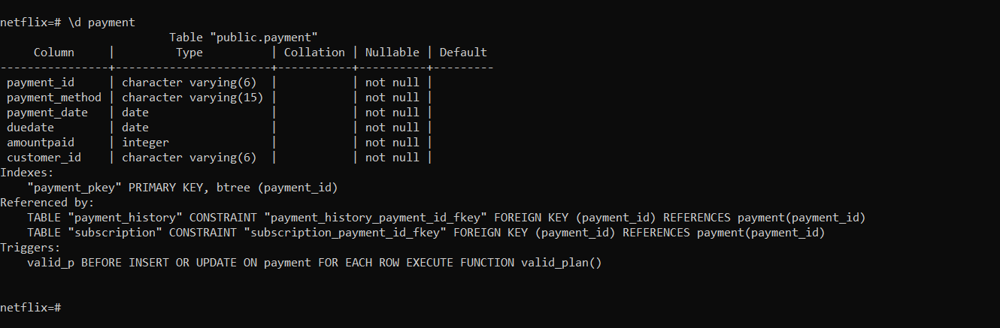 netflix=# \d payment
                         Table "public.payment"
     Column     |         Type          | Collation | Nullable | Default
----------------+-----------------------+-----------+----------+---------
 payment_id     | character varying(6)  |           | not null |
 payment_method | character varying(15) |           | not null |
 payment_date   | date                  |           | not null |
 duedate        | date                  |           | not null |
 amountpaid     | integer               |           | not null |
 customer_id    | character varying(6)  |           | not null |
Indexes:
    "payment_pkey" PRIMARY KEY, btree (payment_id)
Referenced by:
    TABLE "payment_history" CONSTRAINT "payment_history_payment_id_fkey" FOREIGN KEY (payment_id) REFERENCES payment(payment_id)
    TABLE "subscription" CONSTRAINT "subscription_payment_id_fkey" FOREIGN KEY (payment_id) REFERENCES payment(payment_id)
Triggers:
    valid_p BEFORE INSERT OR UPDATE ON payment FOR EACH ROW EXECUTE FUNCTION valid_plan()
netflix=#